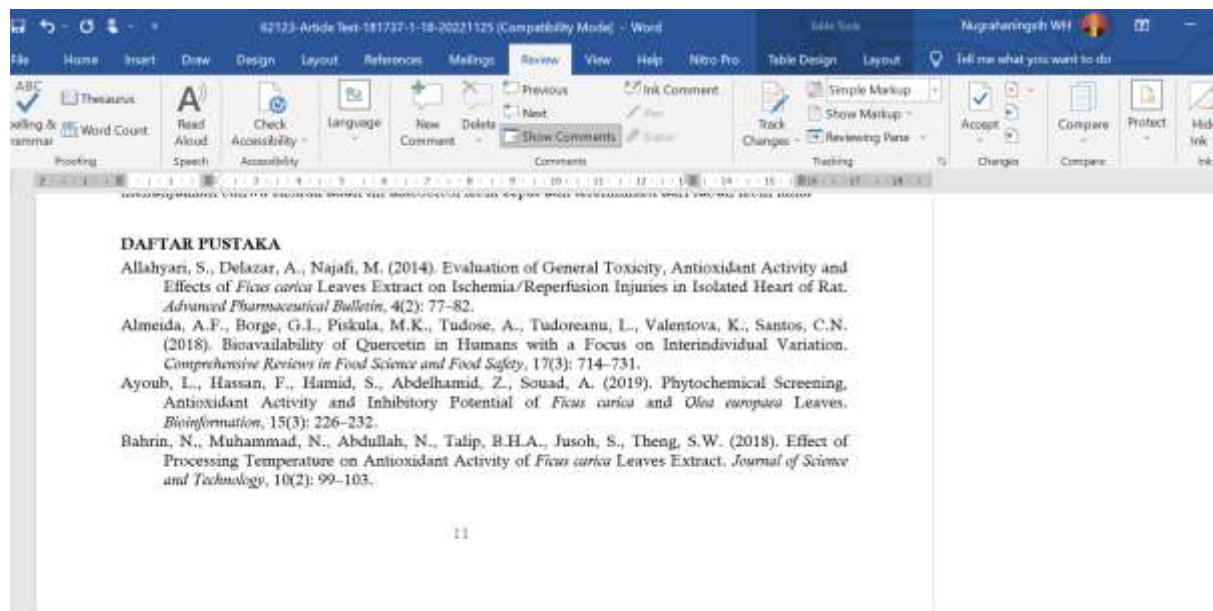 62123-Article Text-181737-1-18-20221125 [Compatibility Mode] - Word
Table Tools
Nugrahaningsih WH
File Home Insert Draw Design Layout References Mailings Review View Help Nitro Pro Table Design Layout Tell me what you want to do
ABC
Thesaurus
Word Count
Read
Aloud
Check
Accessibility
Language
New
Comment
Delete
Previous
Next
Show Comments
Ink Comment
Track
Changes
Simple Markup
Show Markup
Reviewing Pane
Accept
Compare
Protect
Hide
Ink
Proofing Speech Accessibility Comments Tracking Changes Compare Ink
DAFTAR PUSTAKA
Allahyari, S., Delazar, A., Najafi, M. (2014). Evaluation of General Toxicity, Antioxidant Activity and
Effects of Ficus carica Leaves Extract on Ischemia/Reperfusion Injuries in Isolated Heart of Rat.
Advanced Pharmaceutical Bulletin, 4(2): 77–82.
Almeida, A.F., Borge, G.I., Piskula, M.K., Tudose, A., Tudoreanu, L., Valentova, K., Santos, C.N.
(2018). Bioavailability of Quercetin in Humans with a Focus on Interindividual Variation.
Comprehensive Reviews in Food Science and Food Safety, 17(3): 714–731.
Ayoub, L., Hassan, F., Hamid, S., Abdelhamid, Z., Souad, A. (2019). Phytochemical Screening,
Antioxidant Activity and Inhibitory Potential of Ficus carica and Olea europaea Leaves.
Bioinformation, 15(3): 226–232.
Bahrin, N., Muhammad, N., Abdullah, N., Talip, B.H.A., Jusoh, S., Theng, S.W. (2018). Effect of
Processing Temperature on Antioxidant Activity of Ficus carica Leaves Extract. Journal of Science
and Technology, 10(2): 99–103.
11